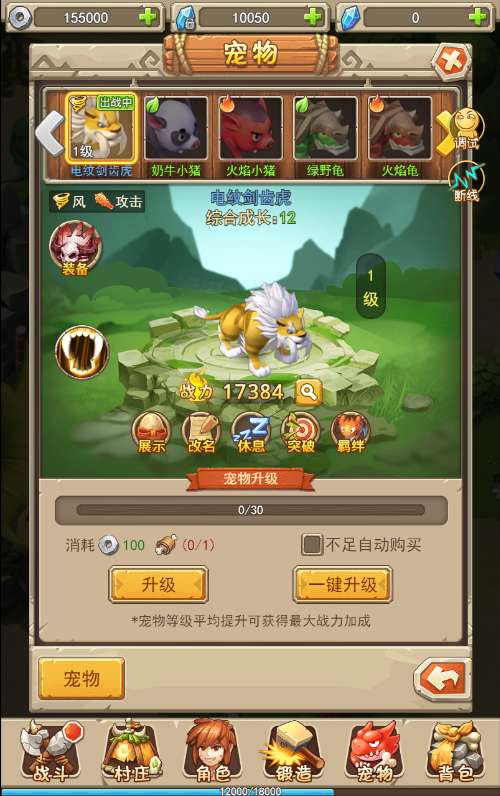 155000
10050
0
宠物
出战中
1级
电纹剑齿虎
奶牛小猪
火焰小猪
绿野龟
火焰龟
调试
断线
风 攻击
电纹剑齿虎
综合成长:12
装备
1级
战力 17384
展示
改名
休息
突破
羁绊
宠物升级
0/30
消耗 100 (0/1)
不足自动购买
升级
一键升级
*宠物等级平均提升可获得最大战力加成
宠物
战斗
村庄
角色
锻造
宠物
背包
12000/18000